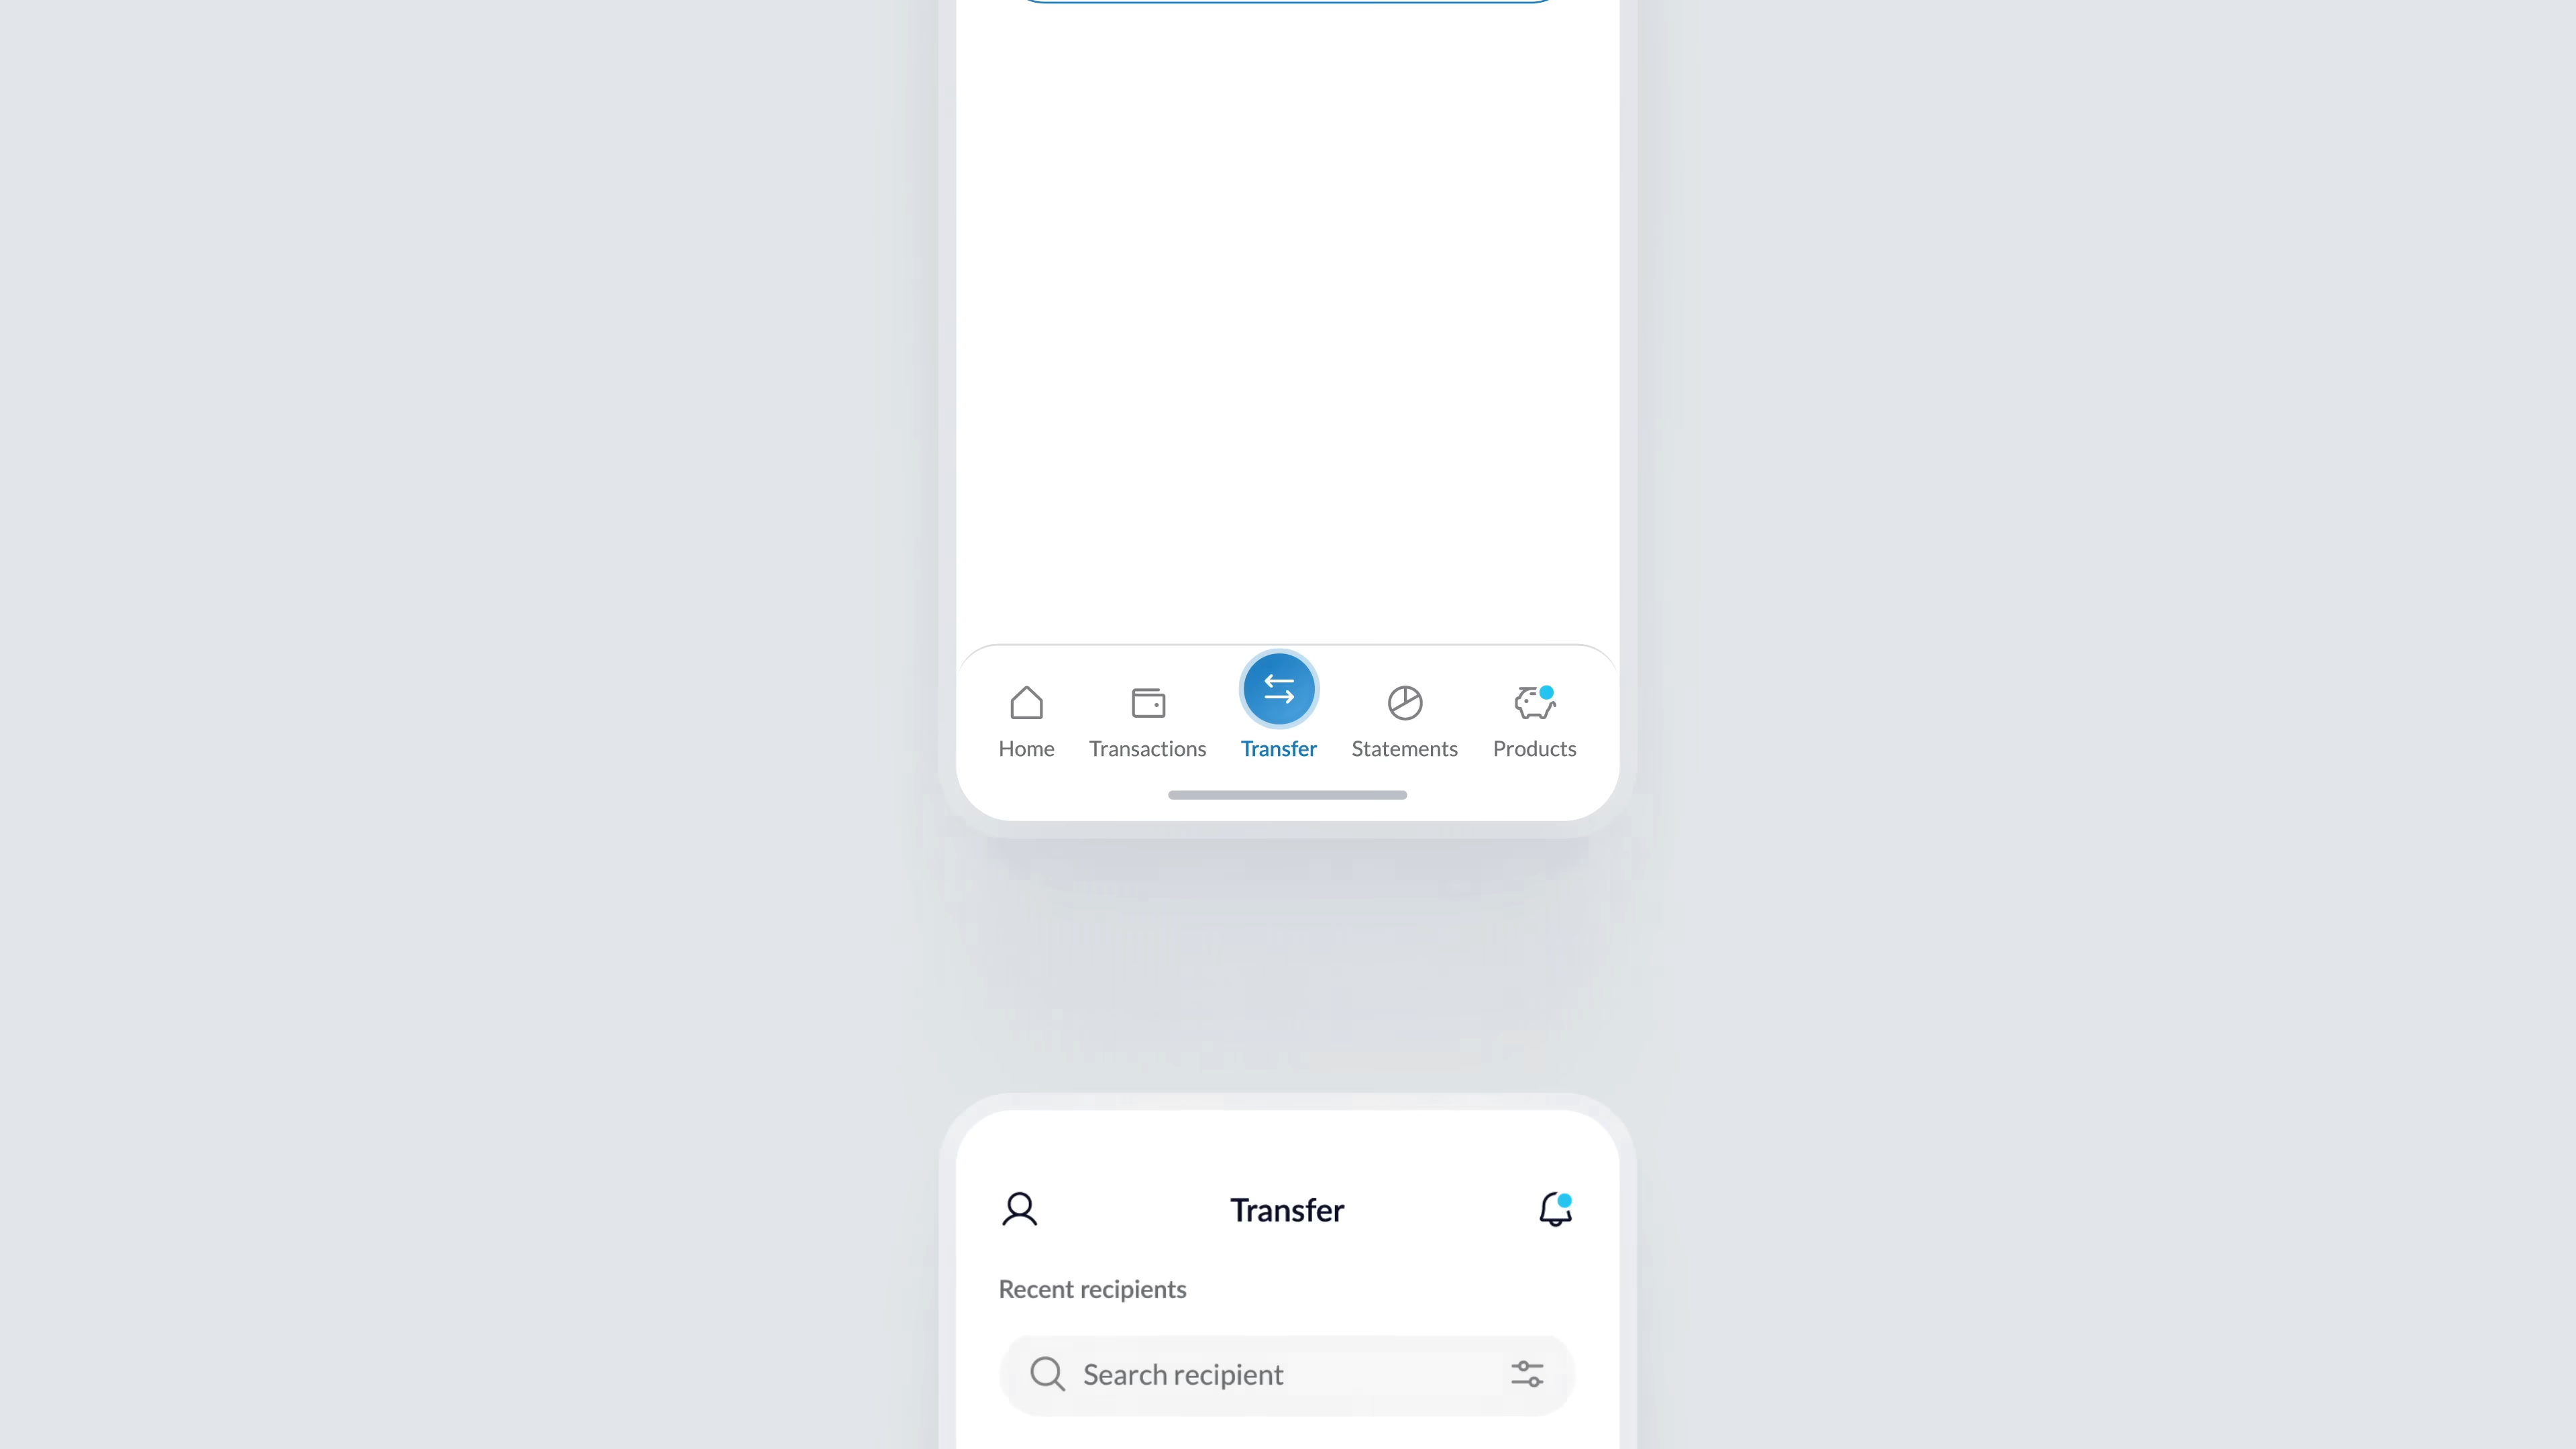 Home Transactions Transfer Statements Products
Transfer
Recent recipients
Search recipient